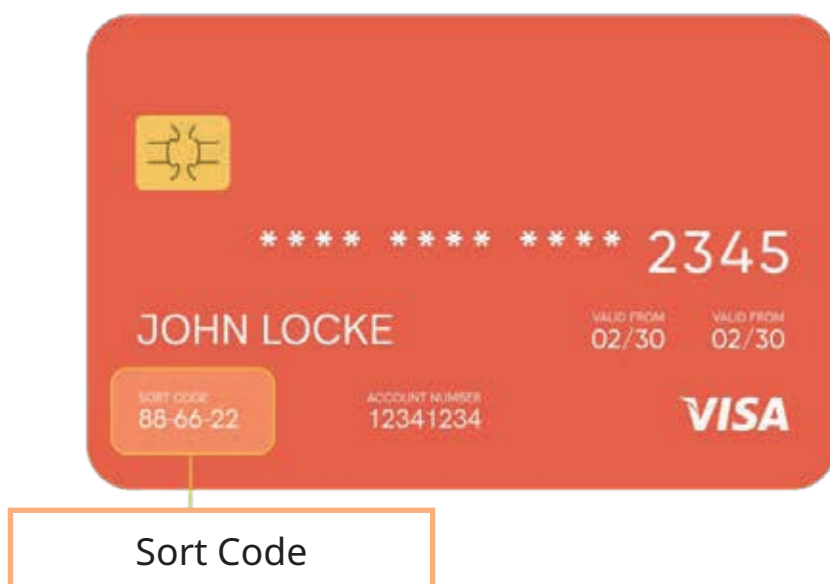 **** **** **** 2345
JOHN LOCKE
VALID FROM VALID FROM
02/30 02/30
SORT CODE ACCOUNT NUMBER
88-66-22 12341234 VISA
Sort Code